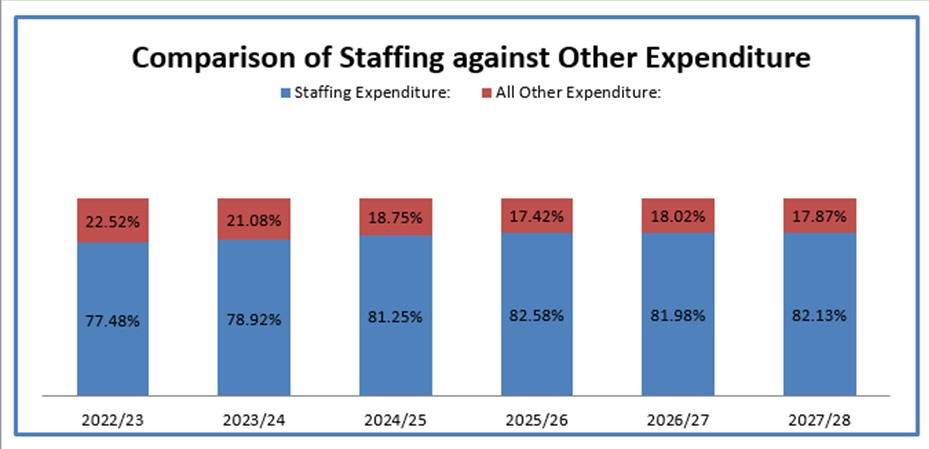 Comparison of Staffing against Other Expenditure
Staffing Expenditure: All Other Expenditure:
22.52% 21.08% 18.75% 17.42% 18.02% 17.87%
77.48% 78.92% 81.25% 82.58% 81.98% 82.13%
2022/23 2023/24 2024/25 2025/26 2026/27 2027/28